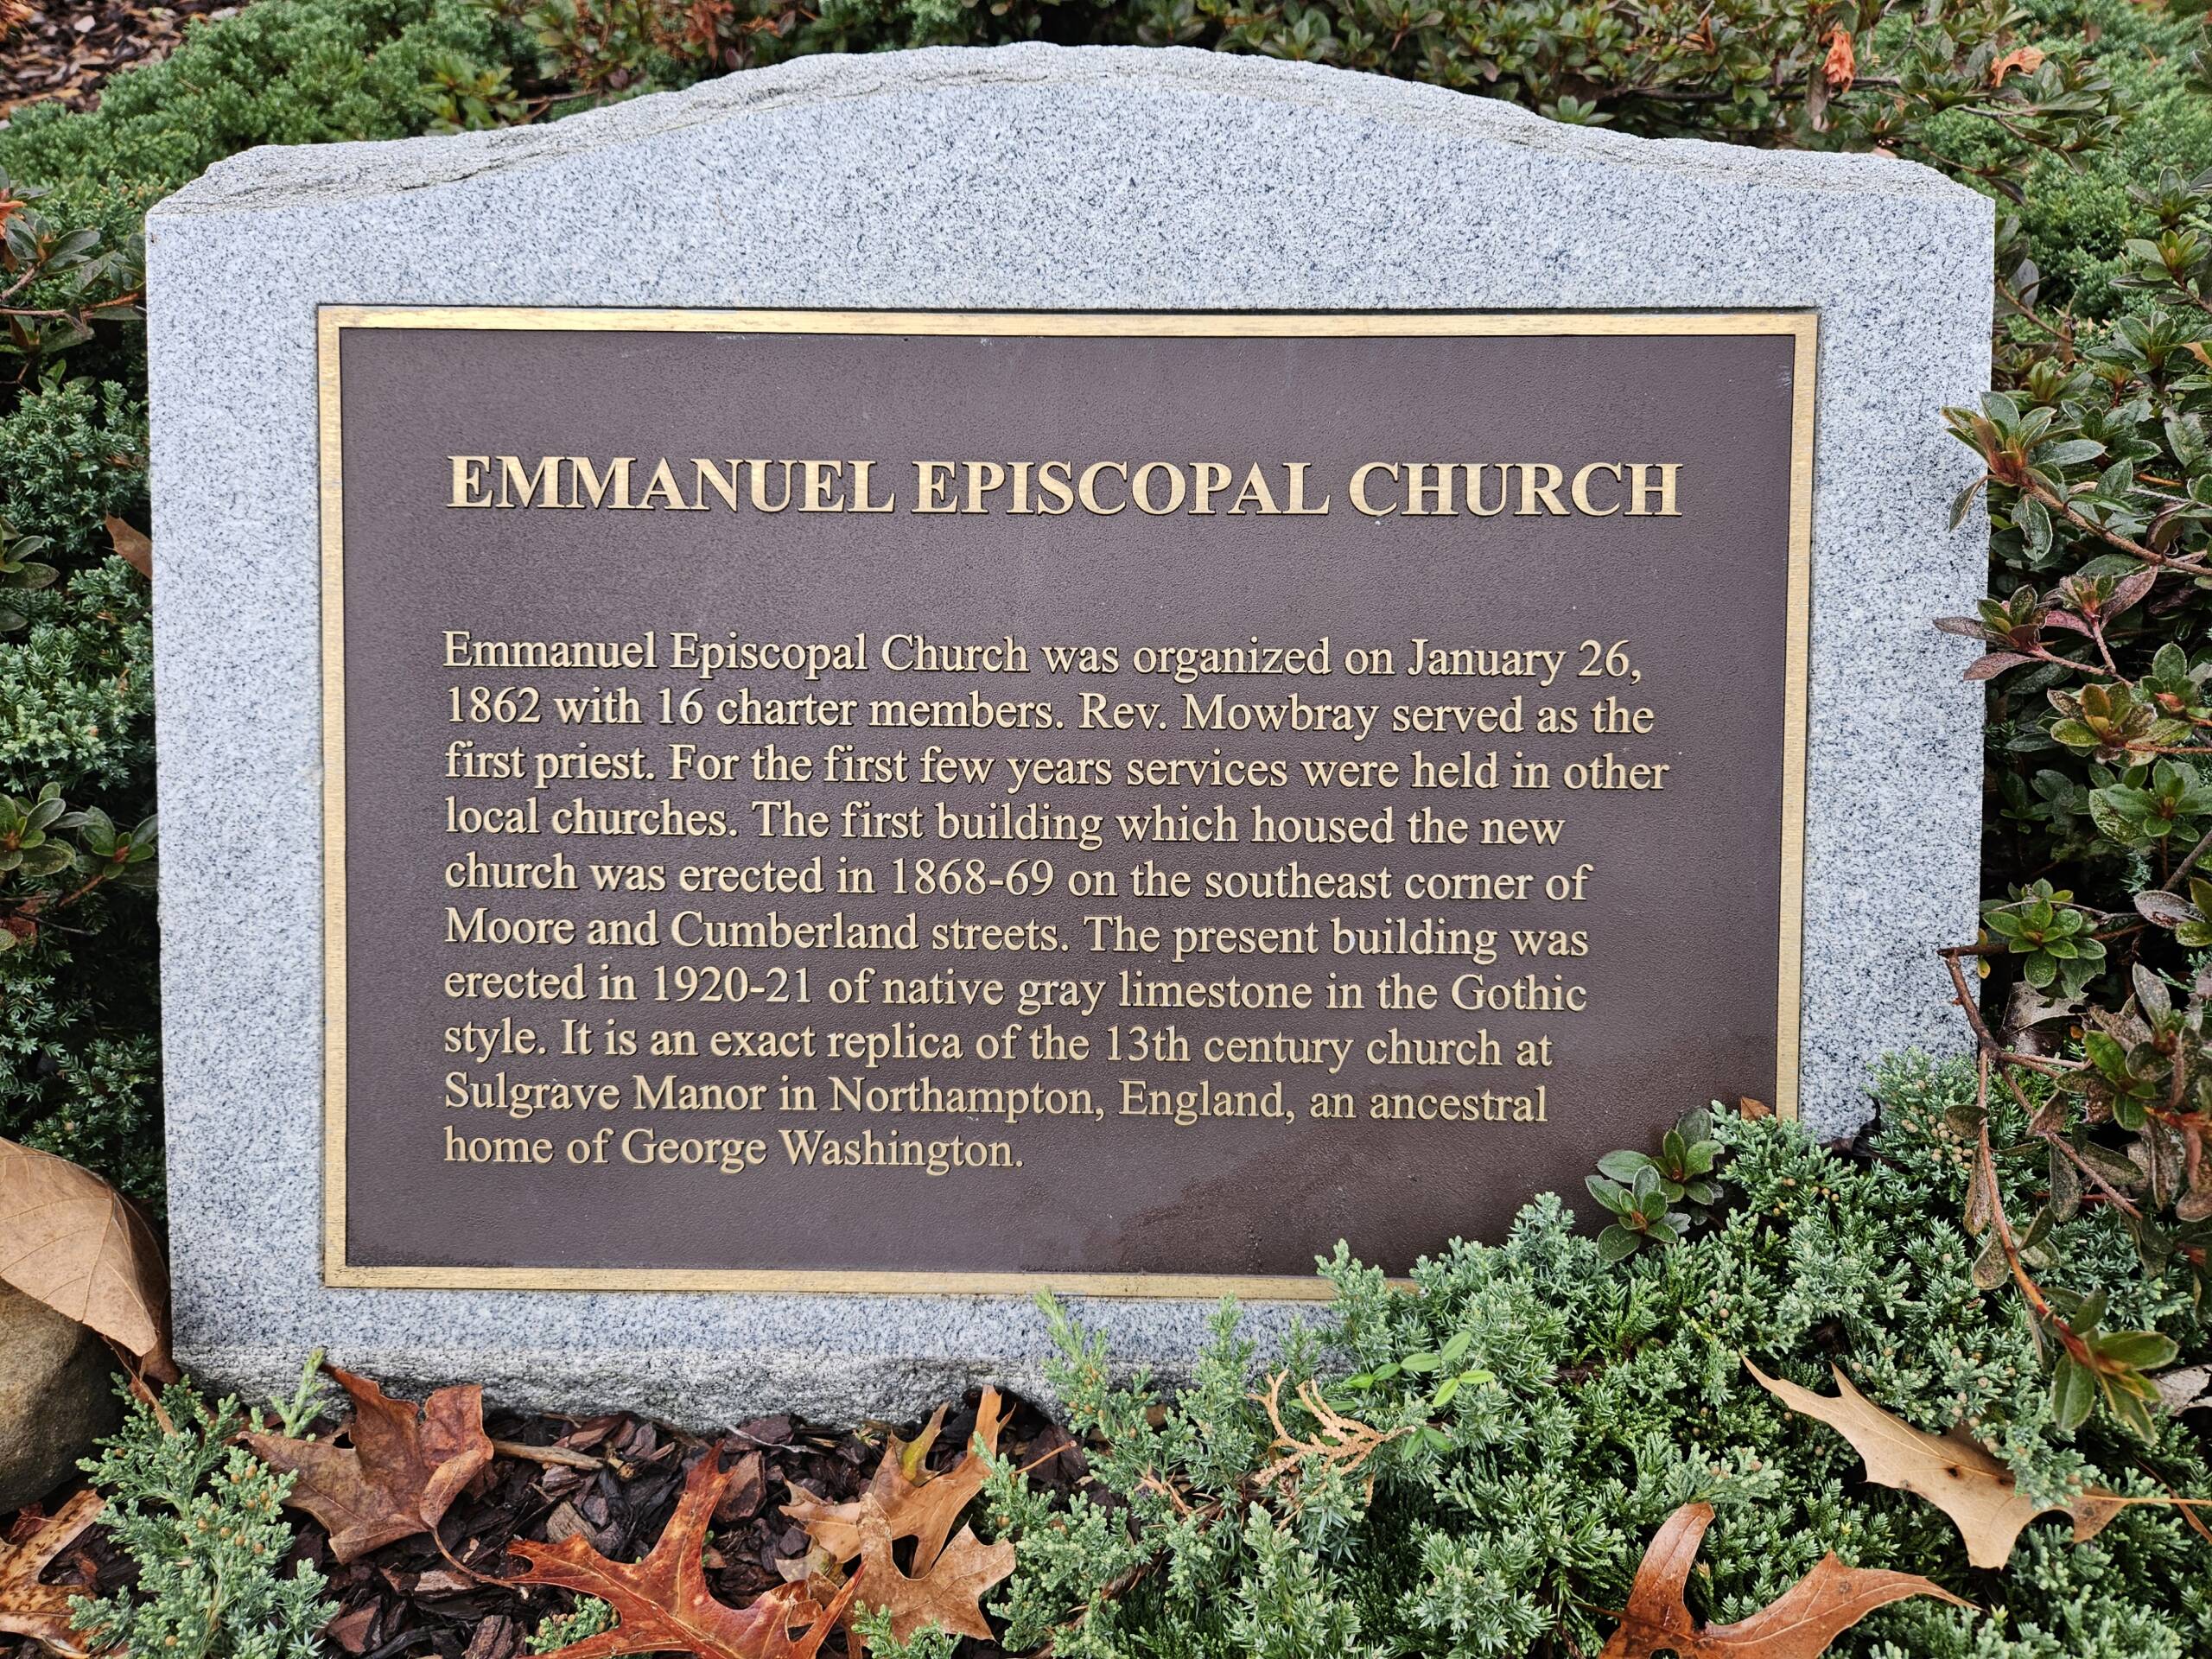 EMMANUEL EPISCOPAL CHURCH
Emmanuel Episcopal Church was organized on January 26,
1862 with 16 charter members. Rev. Mowbray served as the
first priest. For the first few years services were held in other
local churches. The first building which housed the new
church was erected in 1868-69 on the southeast corner of
Moore and Cumberland streets. The present building was
erected in 1920-21 of native gray limestone in the Gothic
style. It is an exact replica of the 13th century church at
Sulgrave Manor in Northampton, England, an ancestral
home of George Washington.